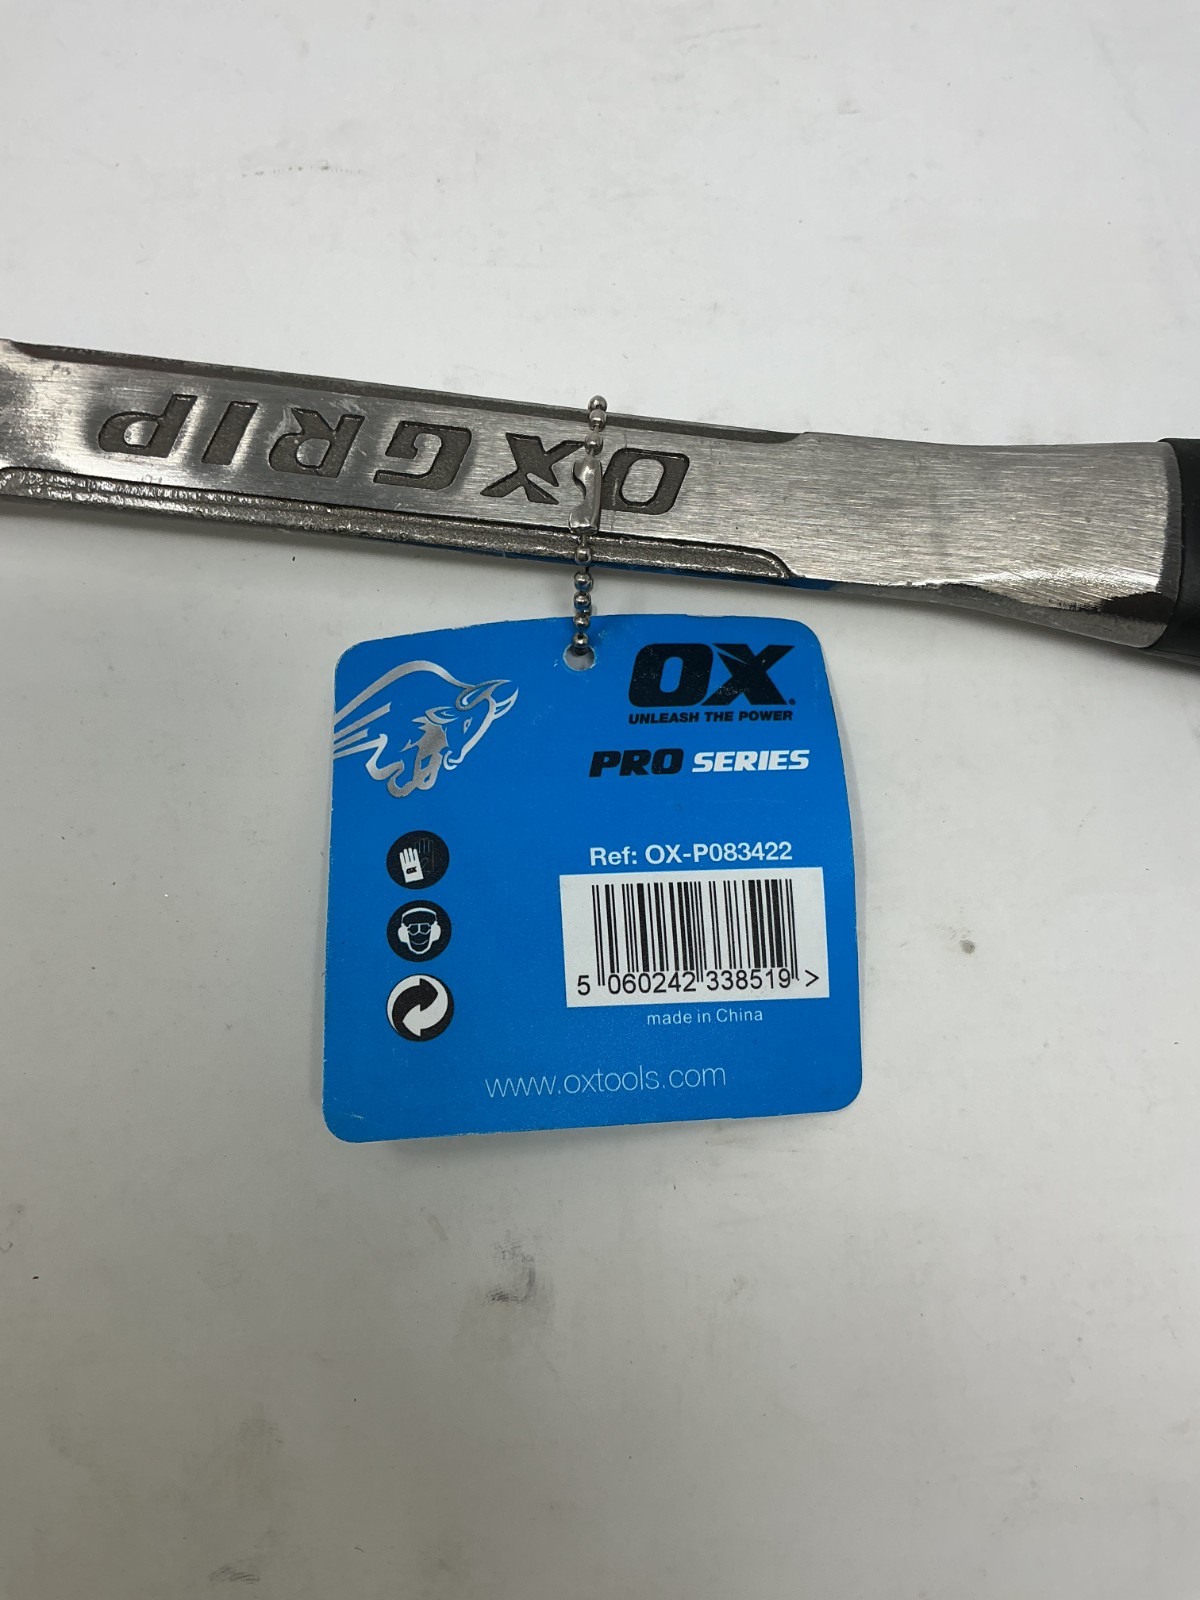 OXGRIP
OX.
UNLEASH THE POWER
PRO SERIES
Ref: OX-P083422
5 060242 338519 >
made in China
www.oxtools.com